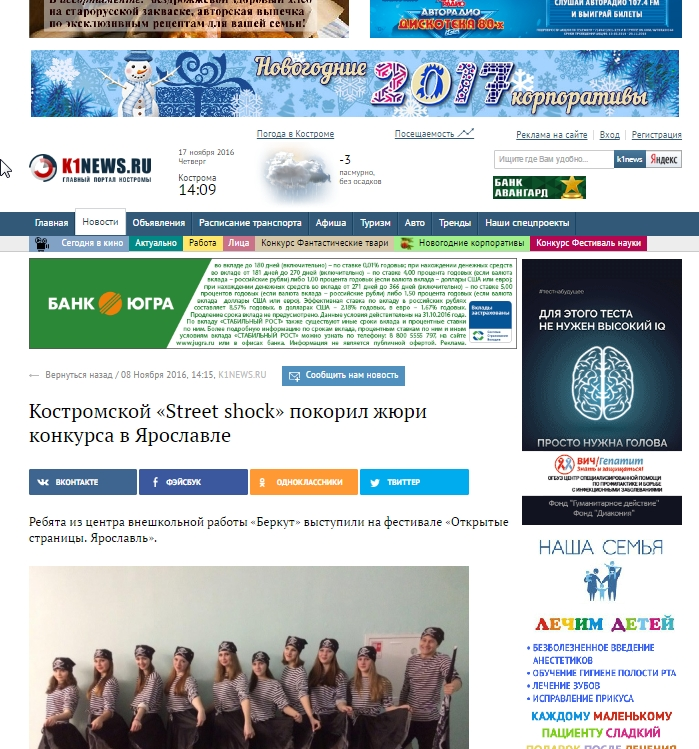 на старорусской закваске, авторская выпечка
по эксклюзивным рецептам для вашей семьи!
АВТОРАДИО
ДИСКОТЕКА 80-х
СЛУШАЙ АВТОРАДИО 107.4 FM
И ВЫИГРАЙ БИЛЕТЫ
Новогодние 2017 корпоративы
K1NEWS.RU
ГЛАВНЫЙ ПОРТАЛ КОСТРОМЫ
17 ноября 2016
Четверг
Кострома
14:09
Погода в Костроме
-3
пасмурно,
без осадков
Посещаемость
Реклама на сайте | Вход | Регистрация
Ищите где Вам удобно... k1news Яндекс
БАНК
АВАНГАРД
Главная Новости Объявления Расписание транспорта Афиша Туризм Авто Тренды Наши спецпроекты
Сегодня в кино Актуально Работа Лица Конкурс Фантастические твари Новогодние корпоративы Конкурс Фестиваль науки
БАНК ЮГРА
во вкладе до 180 дней (включительно) – по ставке 0,01% годовых; при нахождении денежных средств
во вкладе от 181 дней до 270 дней (включительно) – по ставке 4,00 процента годовых (если валюта
вклада – российские рубли) либо 1,00 процент годовых (если валюта вклада – доллары США или евро);
при нахождении денежных средств во вкладе от 271 дней до 366 дней (включительно) – по ставке 5,00
процентов годовых (если валюта вклада – российские рубли) либо 1,50 процента годовых (если валюта
вклада – доллары США или евро). Эффективная ставка по вкладу в российских рублях
составляет 8,57% годовых, в долларах США – 2,18% годовых, в евро – 1,67% годовых.
Продление срока вклада не предусмотрено. Данные условия действительны на 31.10.2016 год.
По вкладу «СТАБИЛЬНЫЙ РОСТ» также существуют иные сроки вклада и процентные ставки
по ним. Более подробную информацию по срокам вклада, процентным ставкам по ним и иным
условиям вклада «СТАБИЛЬНЫЙ РОСТ» можно узнать по телефону: 8 800 5555 797, на сайте
www.jugra.ru или в офисах банка. Информация не является публичной офертой. Реклама.
Вклады
застрахованы
← Вернуться назад / 08 Ноября 2016, 14:15, K1NEWS.RU
Сообщить нам новость
Костромской «Street shock» покорил жюри
конкурса в Ярославле
ВКОНТАКТЕ ФЭЙСБУК ОДНОКЛАССНИКИ ТВИТТЕР
Ребята из центра внешкольной работы «Беркут» выступили на фестивале «Открытые
страницы. Ярославль».
#тестнабудущее
ДЛЯ ЭТОГО ТЕСТА
НЕ НУЖЕН ВЫСОКИЙ IQ
ПРОСТО НУЖНА ГОЛОВА
ВИЧ/Гепатит
Знать и защищаться!
ОГБУЗ ЦЕНТР СПЕЦИАЛИЗИРОВАННОЙ ПОМОЩИ
ПО ПРОФИЛАКТИКЕ И БОРЬБЕ
С ИНФЕКЦИОННЫМИ ЗАБОЛЕВАНИЯМИ
Фонд "Гуманитарное действие"
Фонд "Диакония"
НАША СЕМЬЯ
ЛЕЧИМ ДЕТЕЙ
• БЕЗБОЛЕЗНЕННОЕ ВВЕДЕНИЕ
АНЕСТЕТИКОВ
• ОБУЧЕНИЕ ГИГИЕНЕ ПОЛОСТИ РТА
• ЛЕЧЕНИЕ ЗУБОВ
• ИСПРАВЛЕНИЕ ПРИКУСА
КАЖДОМУ МАЛЕНЬКОМУ
ПАЦИЕНТУ СЛАДКИЙ
ПОДАРОК ПОСЛЕ ЛЕЧЕНИЯ